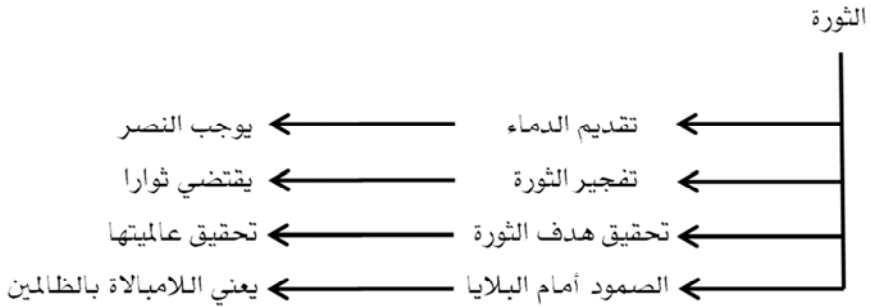 الثورة
تقديم الدماء يوجب النصر
تفجير الثورة يقتضي ثوارا
تحقيق هدف الثورة تحقيق عالميتها
الصمود أمام البلايا يعني اللامبالاة بالظالمين